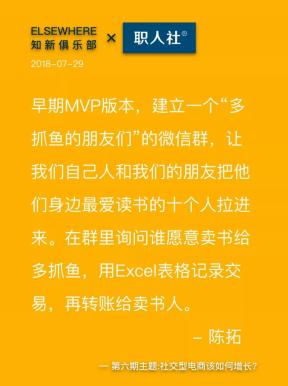 ELSEWHERE
知新俱乐部
×
职人社®
2018-07-29
早期MVP版本，建立一个“多
抓鱼的朋友们”的微信群，让
我们自己人和我们的朋友把他
们身边最爱读书的十个人拉进
来。在群里询问谁愿意卖书给
多抓鱼，用Excel表格记录交
易，再转账给卖书人。
– 陈拓
— 第六期主题:社交型电商该如何增长?